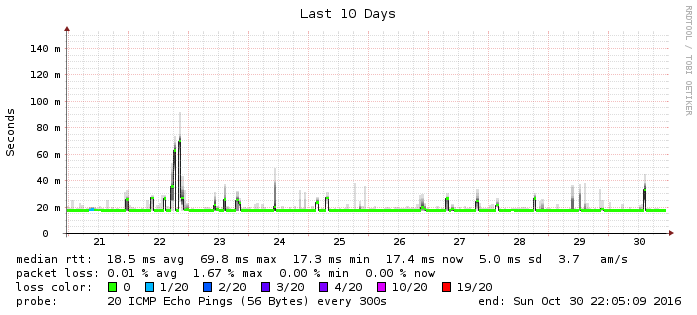 Last 10 Days
RRDTOOL / TOBI OETIKER
Seconds
140 m
120 m
100 m
80 m
60 m
40 m
20 m
0
21 22 23 24 25 26 27 28 29 30
median rtt: 18.5 ms avg 69.8 ms max 17.3 ms min 17.4 ms now 5.0 ms sd 3.7 am/s
packet loss: 0.01 % avg 1.67 % max 0.00 % min 0.00 % now
loss color: 0 1/20 2/20 3/20 4/20 10/20 19/20
probe: 20 ICMP Echo Pings (56 Bytes) every 300s end: Sun Oct 30 22:05:09 2016